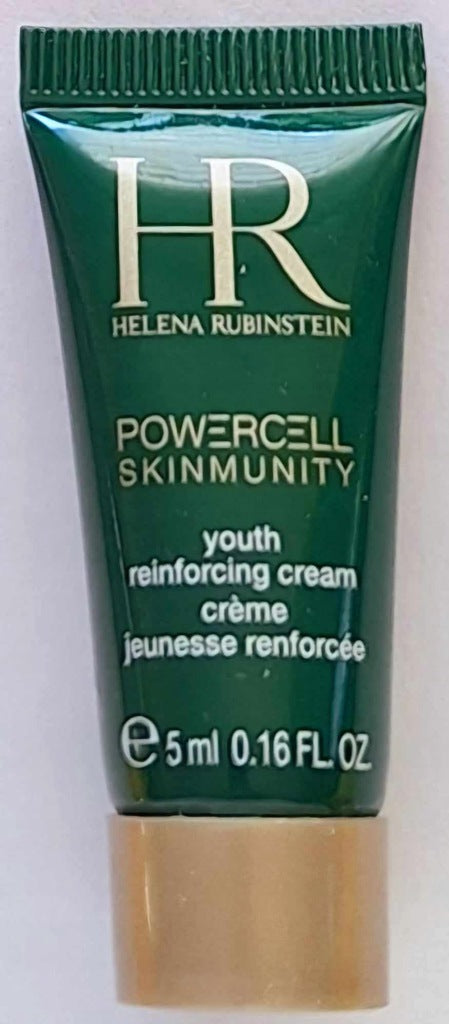 HR
HELENA RUBINSTEIN
POWERCELL
SKINMUNITY
youth
reinforcing cream
crème
jeunesse renforcée
℮ 5 ml 0.16 FL. OZ